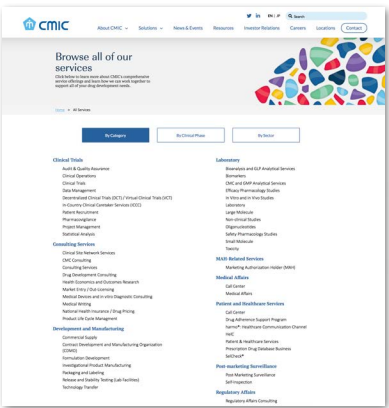 CMIC
EN | JP
Search
About CMIC
Solutions
News & Events
Resources
Investor Relations
Careers
Locations
Contact
Browse all of our
services
Click below to learn more about CMIC's comprehensive
service offerings and learn how we can work together to
support all of your drug development needs.
Home > All Services
By Category
By Clinical Phase
By Sector
Clinical Trials
Audit & Quality Assurance
Clinical Operations
Clinical Trials
Data Management
Decentralized Clinical Trials (DCT) / Virtual Clinical Trials (VCT)
In-Country Clinical Caretaker Services (ICCC)
Patient Recruitment
Pharmacovigilance
Project Management
Statistical Analysis
Consulting Services
Clinical Site Network Services
CMC Consulting
Consulting Services
Drug Development Consulting
Health Economics and Outcomes Research
Market Entry / Out-Licensing
Medical Devices and In-vitro Diagnostic Consulting
Medical Writing
National Health Insurance / Drug Pricing
Product Life Cycle Management
Development and Manufacturing
Commercial Supply
Contract Development and Manufacturing Organization
(CDMO)
Formulation Development
Investigational Product Manufacturing
Packaging and Labeling
Release and Stability Testing (Lab Facilities)
Technology Transfer
Laboratory
Bioanalysis and GLP Analytical Services
Biomarkers
CMC and GMP Analytical Services
Efficacy Pharmacology Studies
In Vitro and In Vivo Studies
Laboratory
Large Molecule
Non-clinical Studies
Oligonucleotides
Safety Pharmacology Studies
Small Molecule
Toxicity
MAH-Related Services
Marketing Authorization Holder (MAH)
Medical Affairs
Call Center
Medical Affairs
Patient and Healthcare Services
Call Center
Drug Adherence Support Program
harmo®: Healthcare Communication Channel
Patient & Healthcare Services
Prescription Drug Database Business
SelCheck®
Post-marketing Surveillance
Post-Marketing Surveillance
Self-Inspection
Regulatory Affairs
Regulatory Affairs Consulting